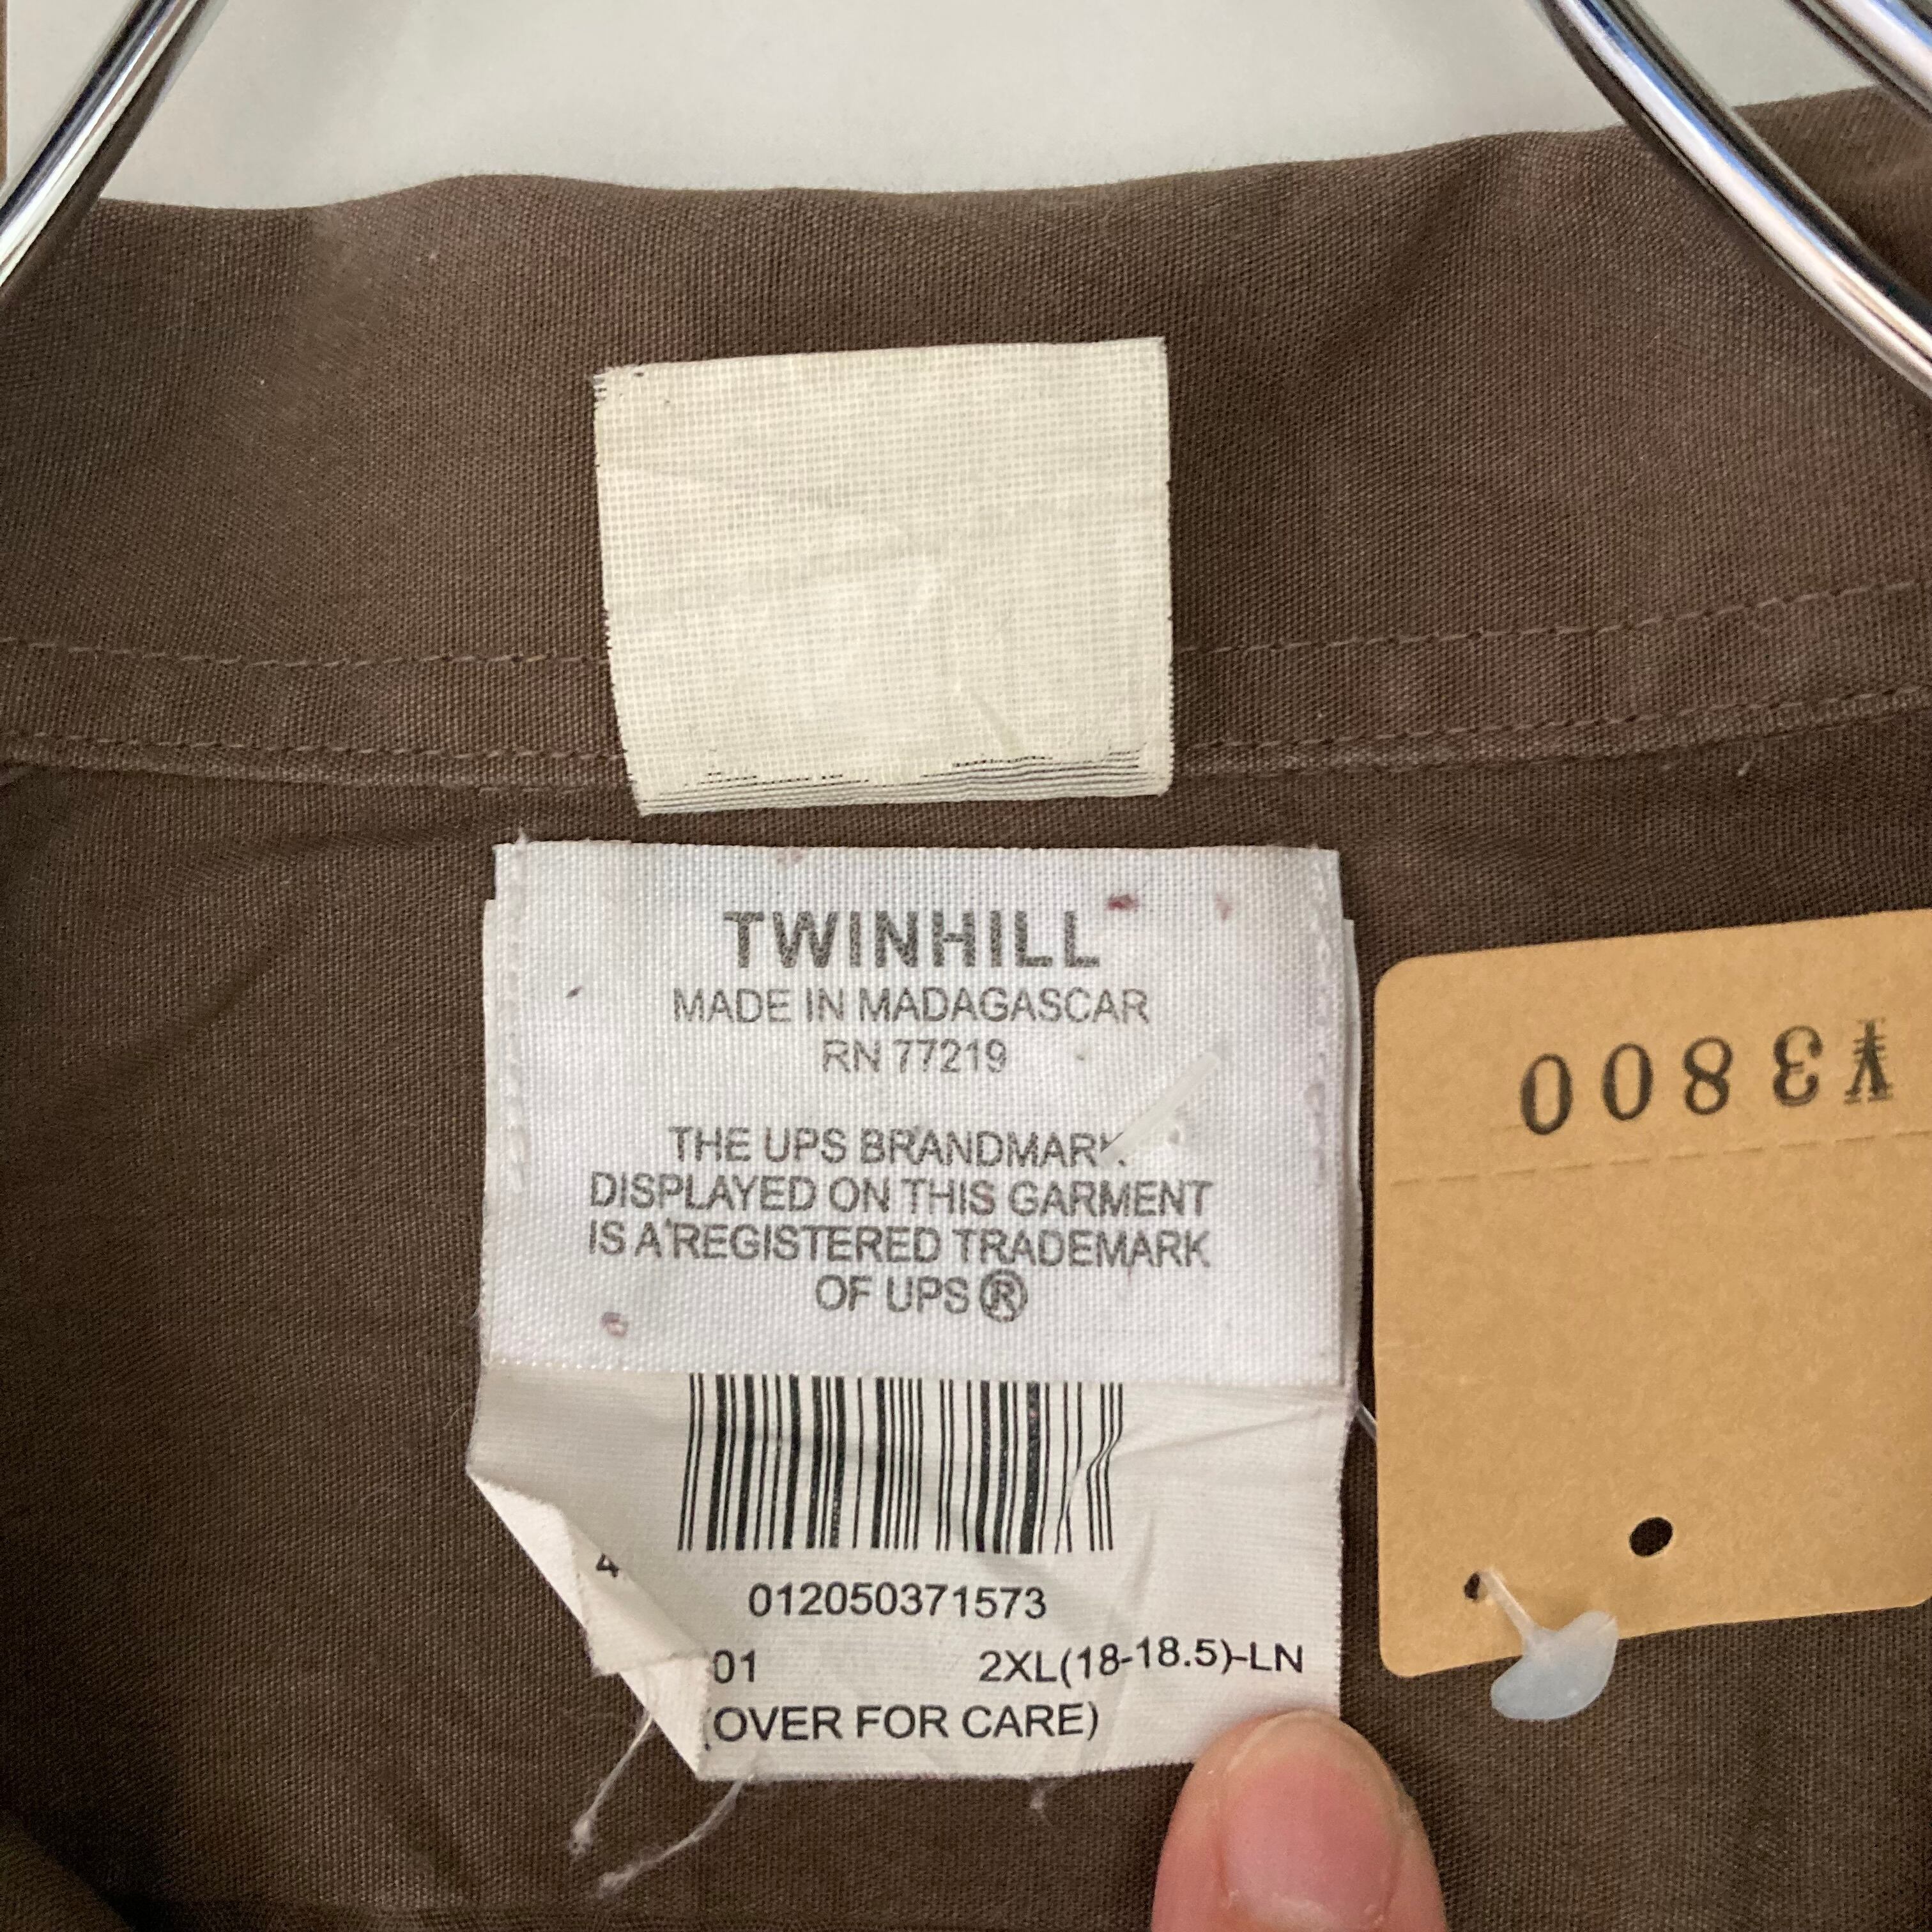 TWINHILL
MADE IN MADAGASCAR
RN 77219
THE UPS BRANDMARK
DISPLAYED ON THIS GARMENT
IS A REGISTERED TRADEMARK
OF UPS ®
4
012050371573
01 2XL(18-18.5)-LN
(OVER FOR CARE)
¥3800